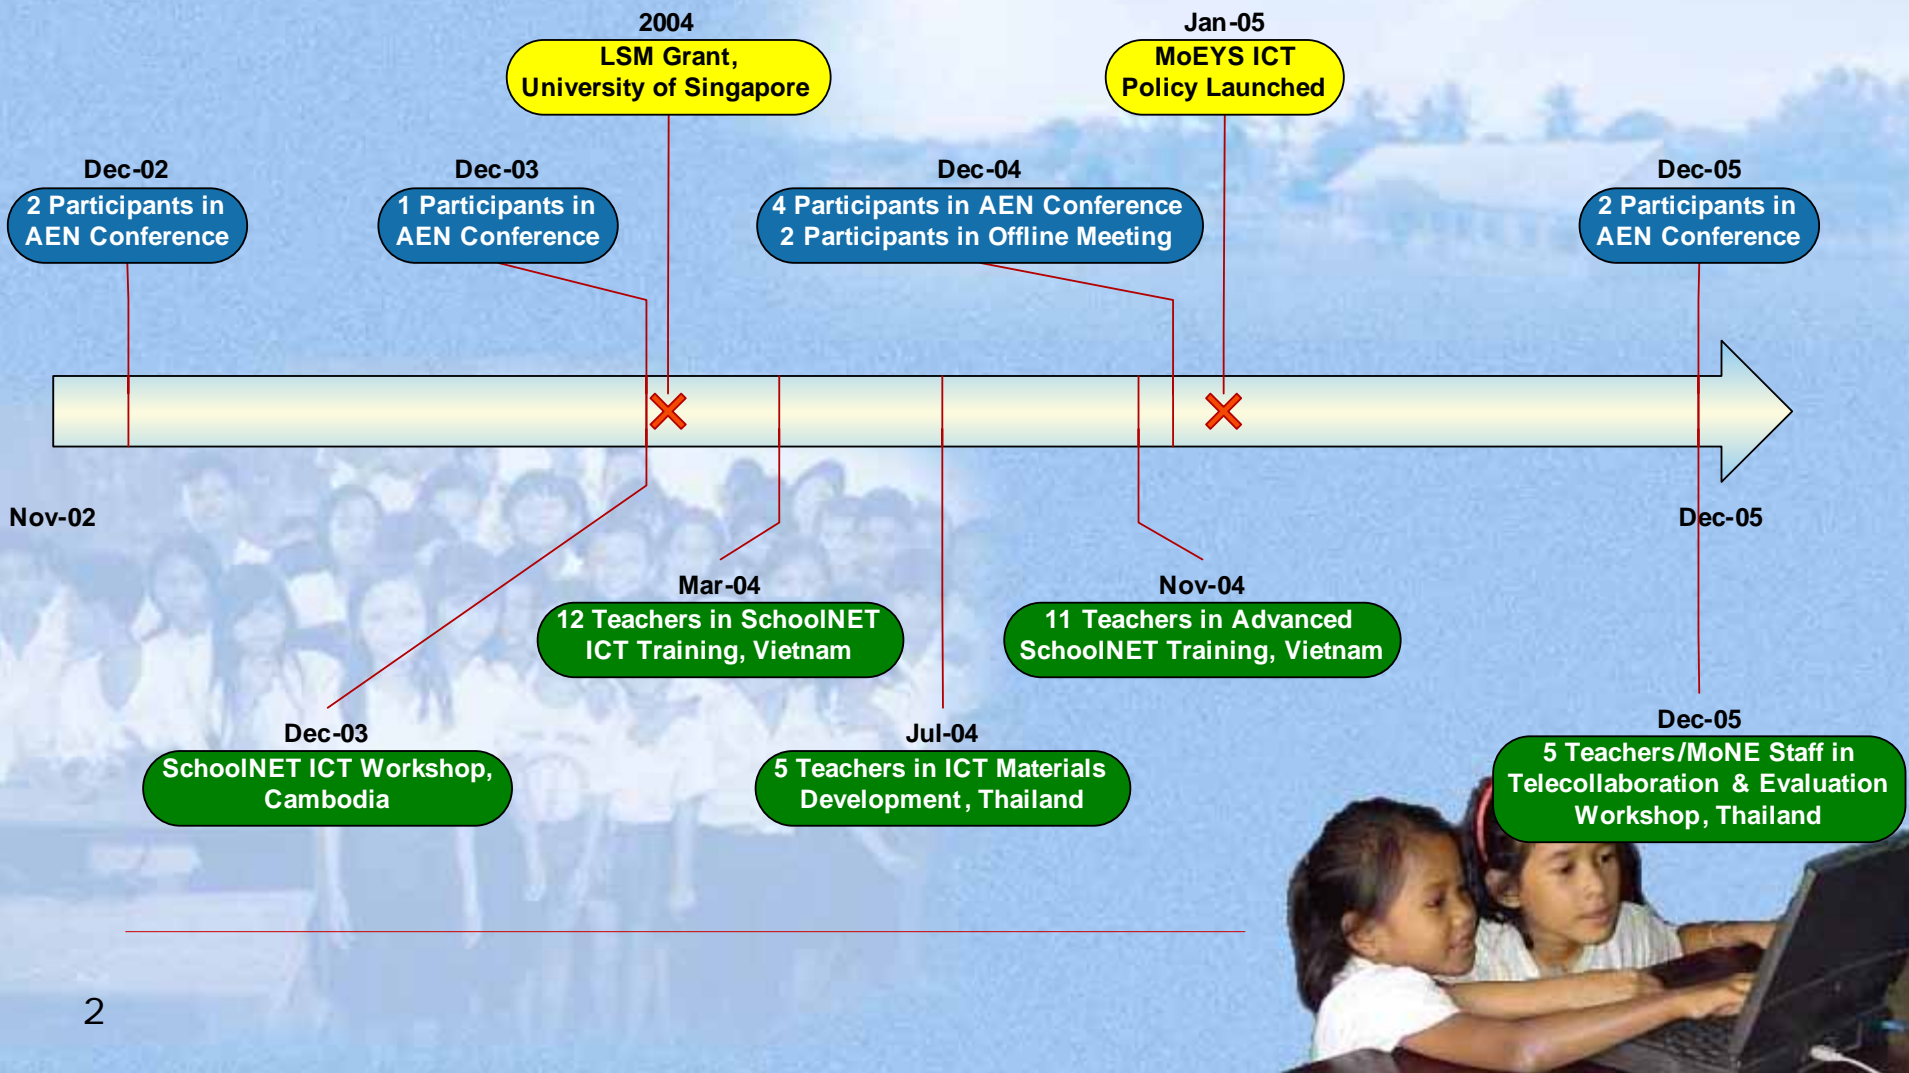 2004
LSM Grant,
University of Singapore
Jan-05
MoEYS ICT
Policy Launched
Dec-02
2 Participants in
AEN Conference
Dec-03
1 Participants in
AEN Conference
Dec-04
4 Participants in AEN Conference
2 Participants in Offline Meeting
Dec-05
2 Participants in
AEN Conference
Nov-02
Dec-05
Mar-04
12 Teachers in SchoolNET
ICT Training, Vietnam
Nov-04
11 Teachers in Advanced
SchoolNET Training, Vietnam
Dec-03
SchoolNET ICT Workshop,
Cambodia
Jul-04
5 Teachers in ICT Materials
Development, Thailand
Dec-05
5 Teachers/MoNE Staff in
Telecollaboration & Evaluation
Workshop, Thailand
2